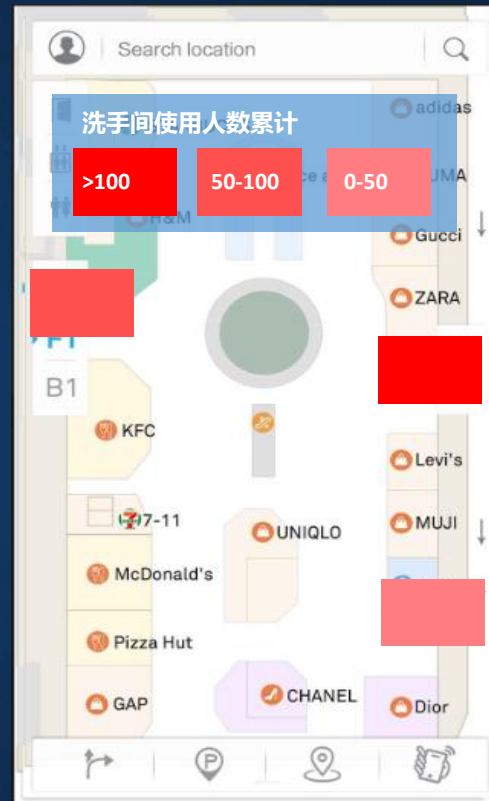 Search location
adidas
洗手间使用人数累计
>100
50-100
0-50
H&M
Gucci
ZARA
F1
B1
KFC
Levi's
7-11
UNIQLO
MUJI
McDonald's
Pizza Hut
CHANEL
GAP
Dior